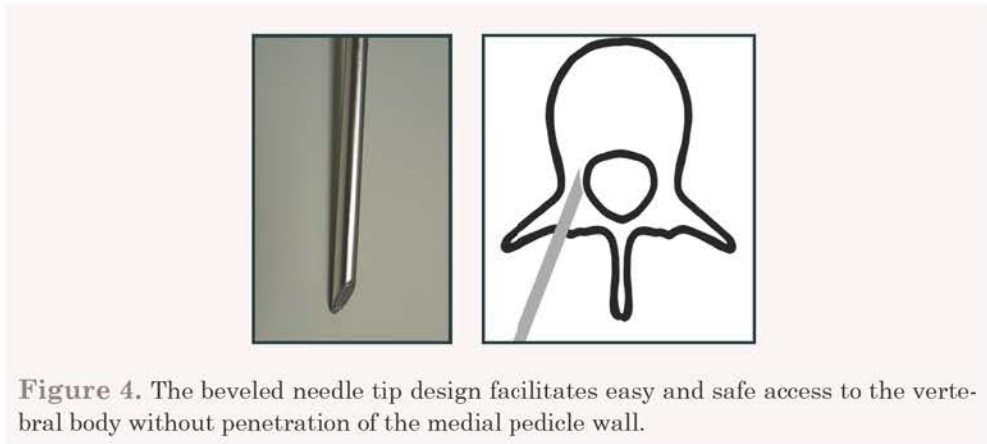 Figure 4. The beveled needle tip design facilitates easy and safe access to the verte-
bral body without penetration of the medial pedicle wall.